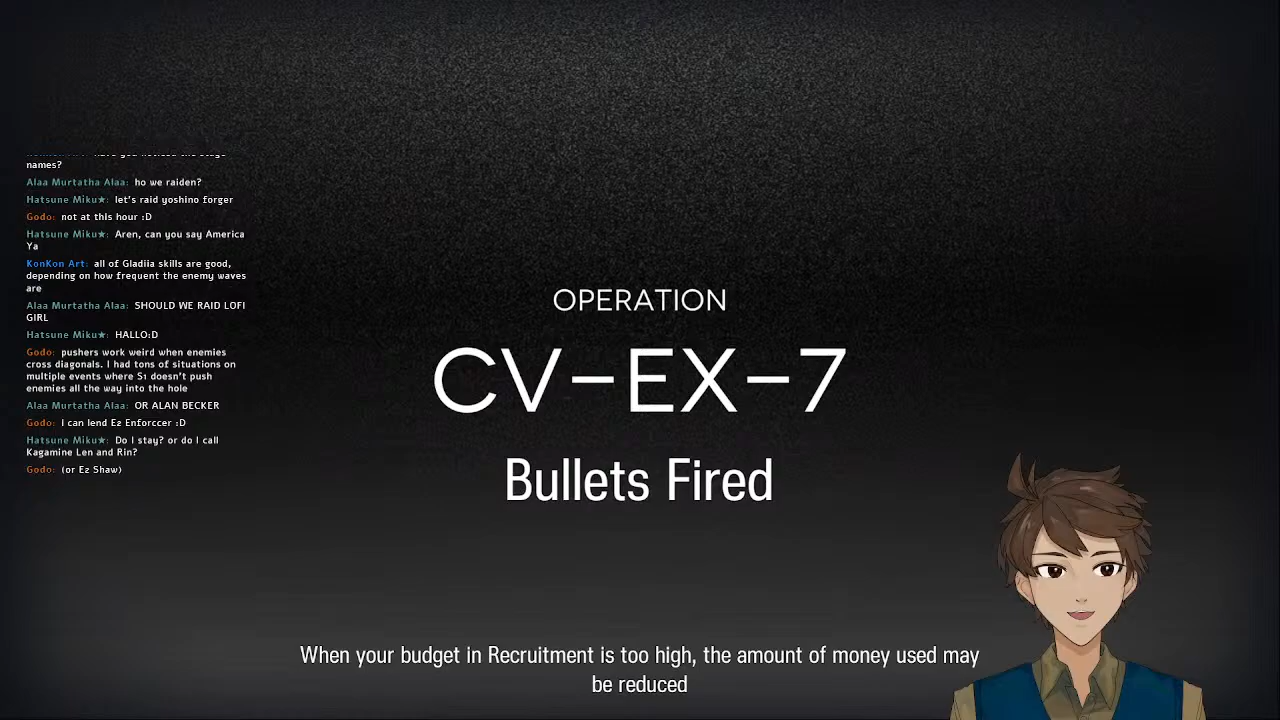 names?
Alaa Murtatha Alaa: ho we raiden?
Hatsune Miku★: let's raid yoshino forger
Godo: not at this hour :D
Hatsune Miku★: Aren, can you say America
Ya
KonKon Art: all of Gladiia skills are good,
depending on how frequent the enemy waves
are
Alaa Murtatha Alaa: SHOULD WE RAID LOFI
GIRL
Hatsune Miku★: HALLO:D
Godo: pushers work weird when enemies
cross diagonals. I had tons of situations on
multiple events where S1 doesn't push
enemies all the way into the hole
Alaa Murtatha Alaa: OR ALAN BECKER
Godo: I can lend E2 Enforccer :D
Hatsune Miku★: Do I stay? or do I call
Kagamine Len and Rin?
Godo: (or E2 Shaw)
OPERATION
CV-EX-7
Bullets Fired
When your budget in Recruitment is too high, the amount of money used may
be reduced